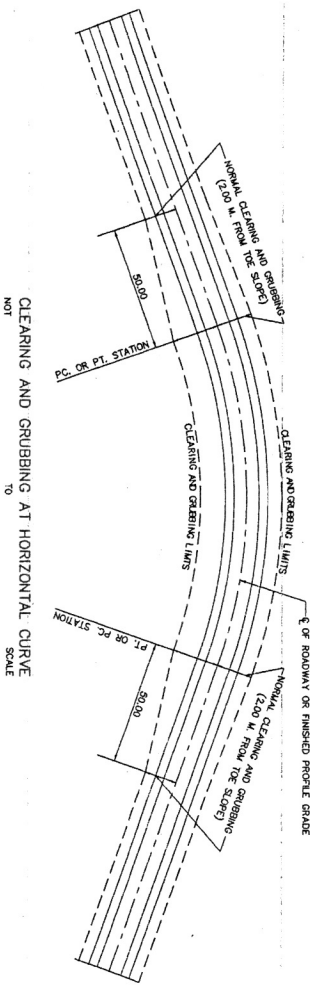 NORMAL CLEARING AND GRUBBING
(2.00 M. FROM TOE SLOPE)
50.00
PC. OR PT. STATION
CLEARING AND GRUBBING LIMITS
CLEARING AND GRUBBING LIMITS
℄ OF ROADWAY OR FINISHED PROFILE GRADE
PT. OR PC. STATION
50.00
NORMAL CLEARING AND GRUBBING
(2.00 M. FROM TOE SLOPE)
CLEARING AND GRUBBING AT HORIZONTAL CURVE
NOT TO SCALE